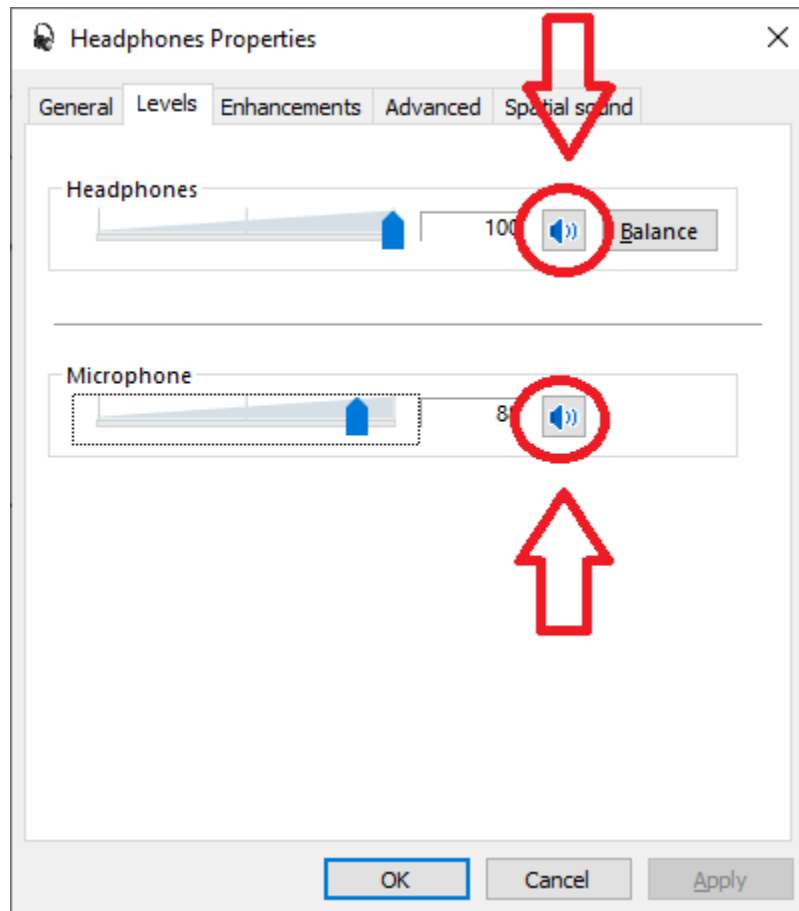 Headphones Properties
General Levels Enhancements Advanced Spatial sound
Headphones
100 Balance
Microphone
OK Cancel Apply